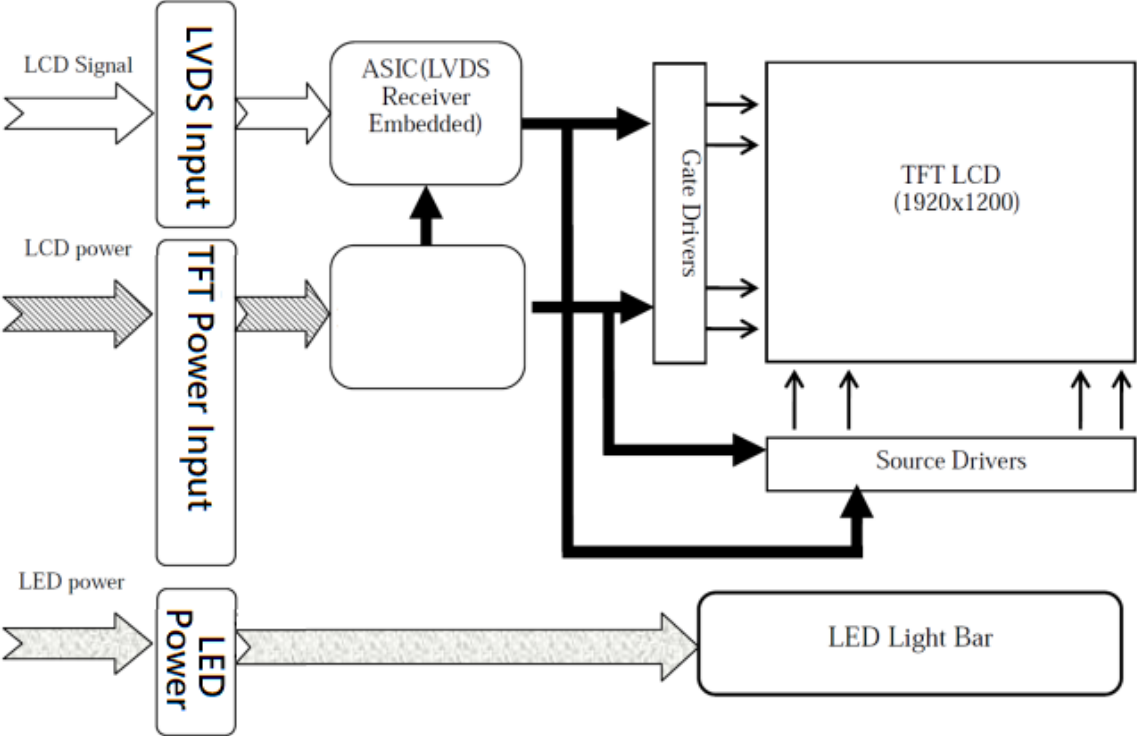 LCD Signal
LVDS Input
ASIC(LVDS
Receiver
Embedded)
Gate Drivers
TFT LCD
(1920x1200)
LCD power
TFT Power Input
Source Drivers
LED power
LED
Power
LED Light Bar